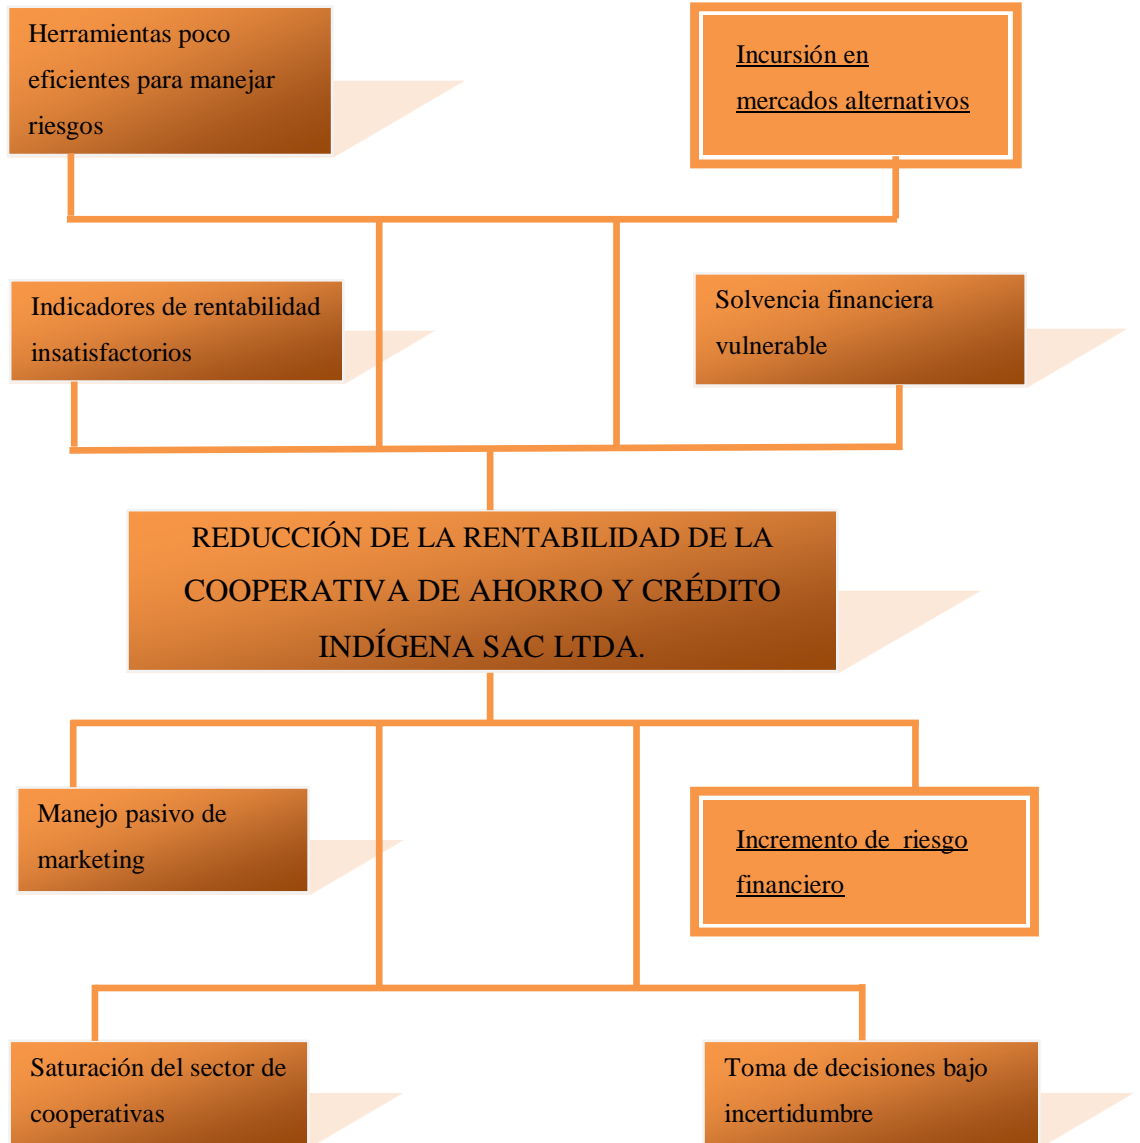 Herramientas poco
eficientes para manejar
riesgos
Incursión en
mercados alternativos
Indicadores de rentabilidad
insatisfactorios
Solvencia financiera
vulnerable
REDUCCIÓN DE LA RENTABILIDAD DE LA
COOPERATIVA DE AHORRO Y CRÉDITO
INDÍGENA SAC LTDA.
Manejo pasivo de
marketing
Incremento de riesgo
financiero
Saturación del sector de
cooperativas
Toma de decisiones bajo
incertidumbre